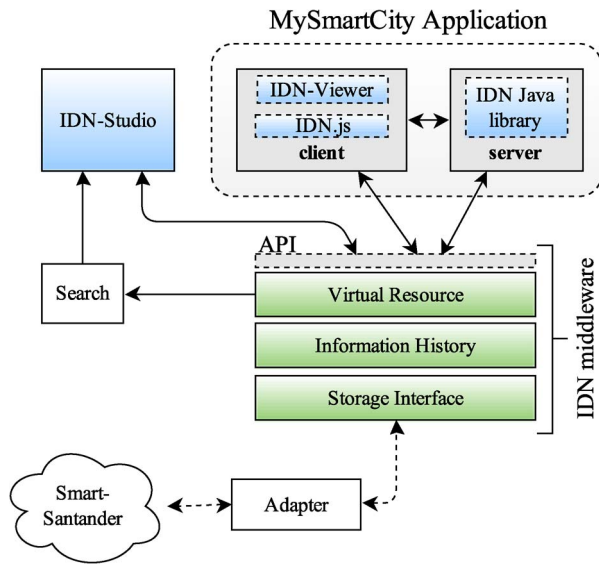 MySmartCity Application
IDN-Studio
IDN-Viewer
IDN.js
client
IDN Java
library
server
API
Virtual Resource
Information History
Storage Interface
IDN middleware
Search
Smart-
Santander
Adapter